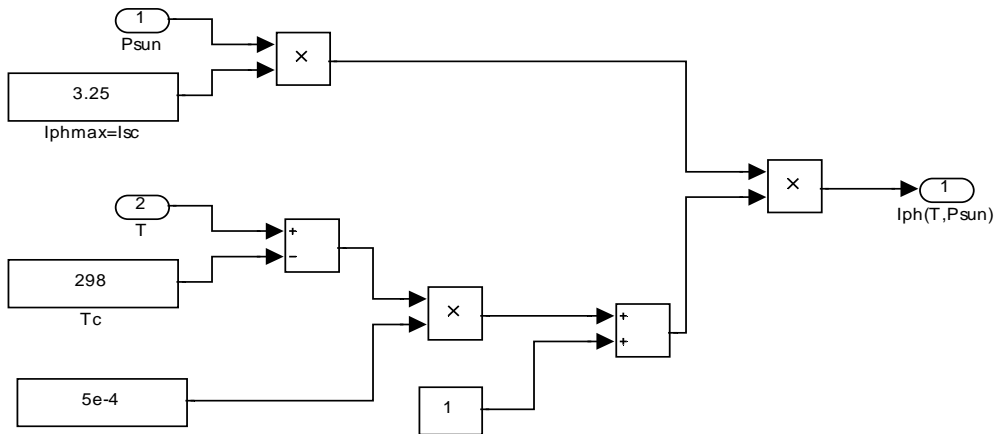 1
Psun
3.25
Iphmax=Isc
×
×
1
Iph(T,Psun)
2
T
+
−
298
Tc
×
+
+
5e-4
1